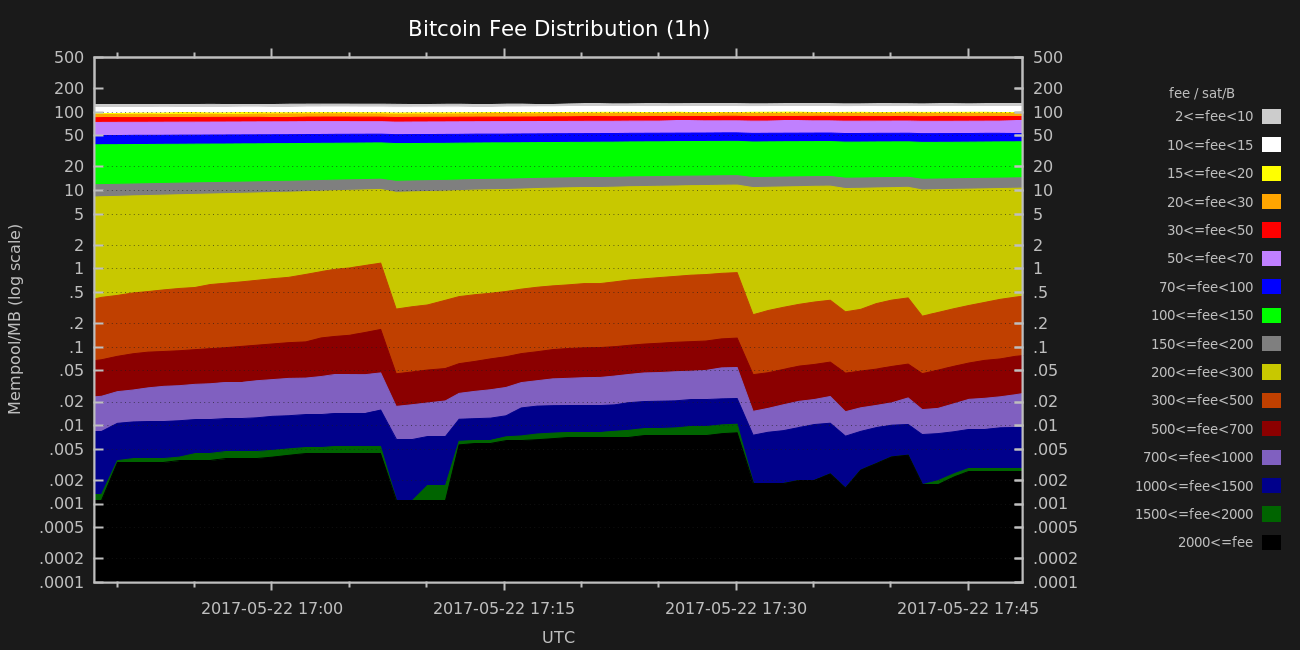 Bitcoin Fee Distribution (1h)
Mempool/MB (log scale)
500
200
100
50
20
10
5
2
1
.5
.2
.1
.05
.02
.01
.005
.002
.001
.0005
.0002
.0001
500
200
100
50
20
10
5
2
1
.5
.2
.1
.05
.02
.01
.005
.002
.001
.0005
.0002
.0001
2017-05-22 17:00
2017-05-22 17:15
2017-05-22 17:30
2017-05-22 17:45
UTC
fee / sat/B
2<=fee<10
10<=fee<15
15<=fee<20
20<=fee<30
30<=fee<50
50<=fee<70
70<=fee<100
100<=fee<150
150<=fee<200
200<=fee<300
300<=fee<500
500<=fee<700
700<=fee<1000
1000<=fee<1500
1500<=fee<2000
2000<=fee